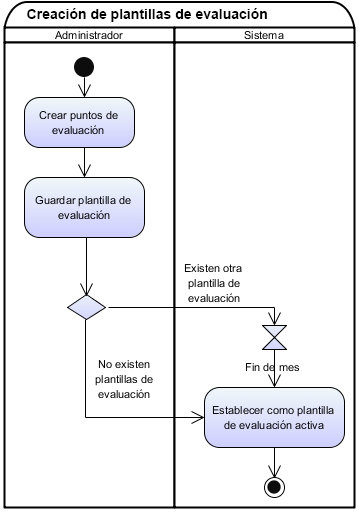 Creación de plantillas de evaluación
Administrador
Sistema
Crear puntos de
evaluación
Guardar plantilla de
evaluación
Existen otra
plantilla de
evaluación
Fin de mes
No existen
plantillas de
evaluación
Establecer como plantilla
de evaluación activa